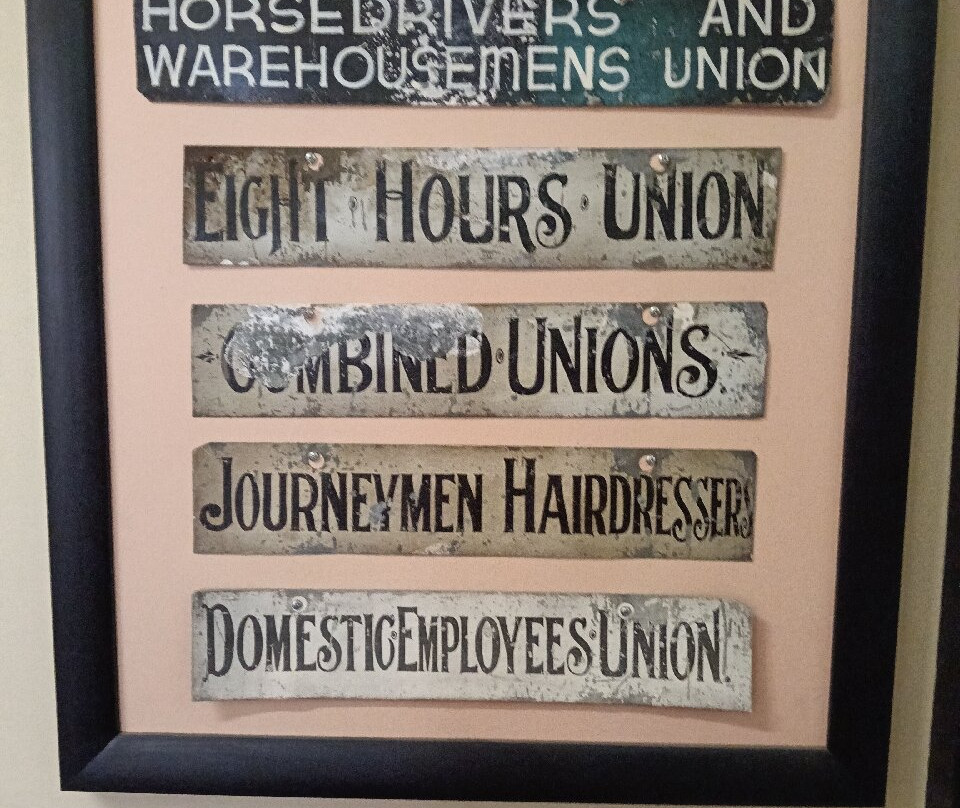 HORSEDRIVERS AND
WAREHOUSEMENS UNION
EIGHT · HOURS · UNION
COMBINED · UNIONS.
JOURNEYMEN HAIRDRESSERS
DOMESTIC · EMPLOYEES · UNION.